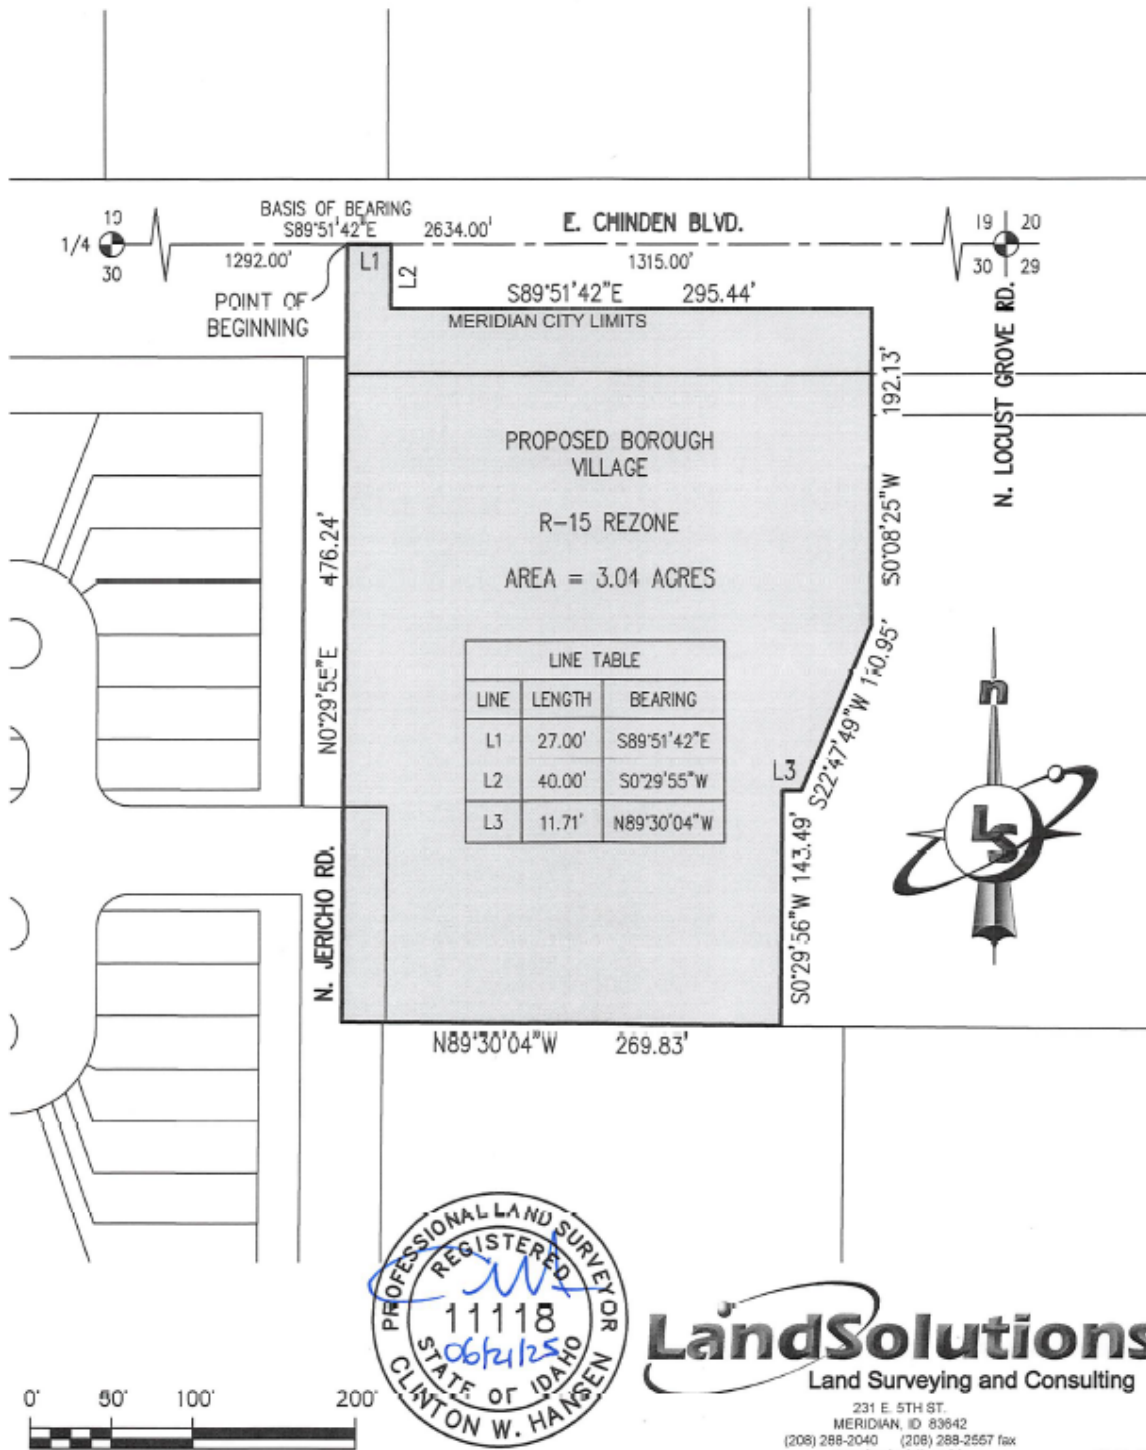 BASIS OF BEARING
S89°51'42"E 2634.00'
E. CHINDEN BLVD.
19
1/4
30
1292.00'
1315.00'
19 20
30 29
L1
L2
POINT OF
BEGINNING
S89°51'42"E 295.44'
MERIDIAN CITY LIMITS
N. LOCUST GROVE RD.
192.13'
S0°08'25"W
PROPOSED BOROUGH
VILLAGE
R-15 REZONE
AREA = 3.04 ACRES
476.24'
N0°29'55"E
LINE TABLE
LINE LENGTH BEARING
L1 27.00' S89°51'42"E
L2 40.00' S0°29'55"W
L3 11.71' N89°30'04"W
L3
S22°47'49"W 110.95'
S0°29'56"W 143.49'
n
LS
N. JERICHO RD.
N89°30'04"W 269.83'
PROFESSIONAL LAND SURVEYOR
REGISTERED
11118
06/21/25
STATE OF IDAHO
CLINTON W. HANSEN
0' 50' 100' 200'
LandSolutions
Land Surveying and Consulting
231 E. 5TH ST.
MERIDIAN, ID 83642
(208) 288-2040 (208) 288-2557 fax